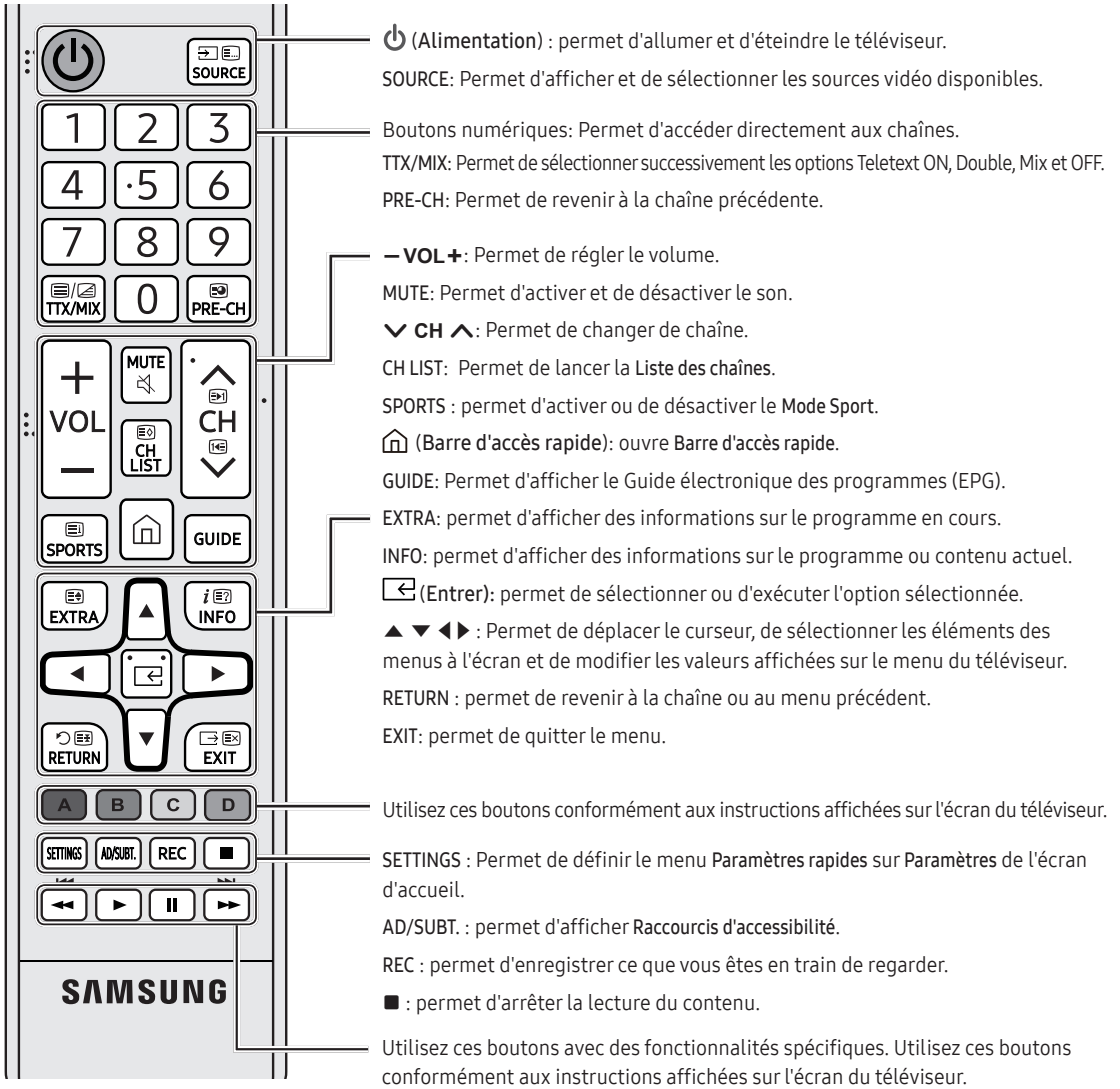 SOURCE
1 2 3
4 ·5 6
7 8 9
TTX/MIX 0 PRE-CH
+ MUTE
VOL CH
CH LIST
—
SPORTS GUIDE
EXTRA i INFO
RETURN EXIT
A B C D
SETTINGS AD/SUBT. REC
SAMSUNG
(Alimentation) : permet d'allumer et d'éteindre le téléviseur.
SOURCE: Permet d'afficher et de sélectionner les sources vidéo disponibles.
Boutons numériques: Permet d'accéder directement aux chaînes.
TTX/MIX: Permet de sélectionner successivement les options Teletext ON, Double, Mix et OFF.
PRE-CH: Permet de revenir à la chaîne précédente.
– VOL +: Permet de régler le volume.
MUTE: Permet d'activer et de désactiver le son.
CH : Permet de changer de chaîne.
CH LIST: Permet de lancer la Liste des chaînes.
SPORTS : permet d'activer ou de désactiver le Mode Sport.
(Barre d'accès rapide): ouvre Barre d'accès rapide.
GUIDE: Permet d'afficher le Guide électronique des programmes (EPG).
EXTRA: permet d'afficher des informations sur le programme en cours.
INFO: permet d'afficher des informations sur le programme ou contenu actuel.
(Entrer): permet de sélectionner ou d'exécuter l'option sélectionnée.
▲ ▼ ◀ ▶ : Permet de déplacer le curseur, de sélectionner les éléments des
menus à l'écran et de modifier les valeurs affichées sur le menu du téléviseur.
RETURN : permet de revenir à la chaîne ou au menu précédent.
EXIT: permet de quitter le menu.
Utilisez ces boutons conformément aux instructions affichées sur l'écran du téléviseur.
SETTINGS : Permet de définir le menu Paramètres rapides sur Paramètres de l'écran
d'accueil.
AD/SUBT. : permet d'afficher Raccourcis d'accessibilité.
REC : permet d'enregistrer ce que vous êtes en train de regarder.
■ : permet d'arrêter la lecture du contenu.
Utilisez ces boutons avec des fonctionnalités spécifiques. Utilisez ces boutons
conformément aux instructions affichées sur l'écran du téléviseur.